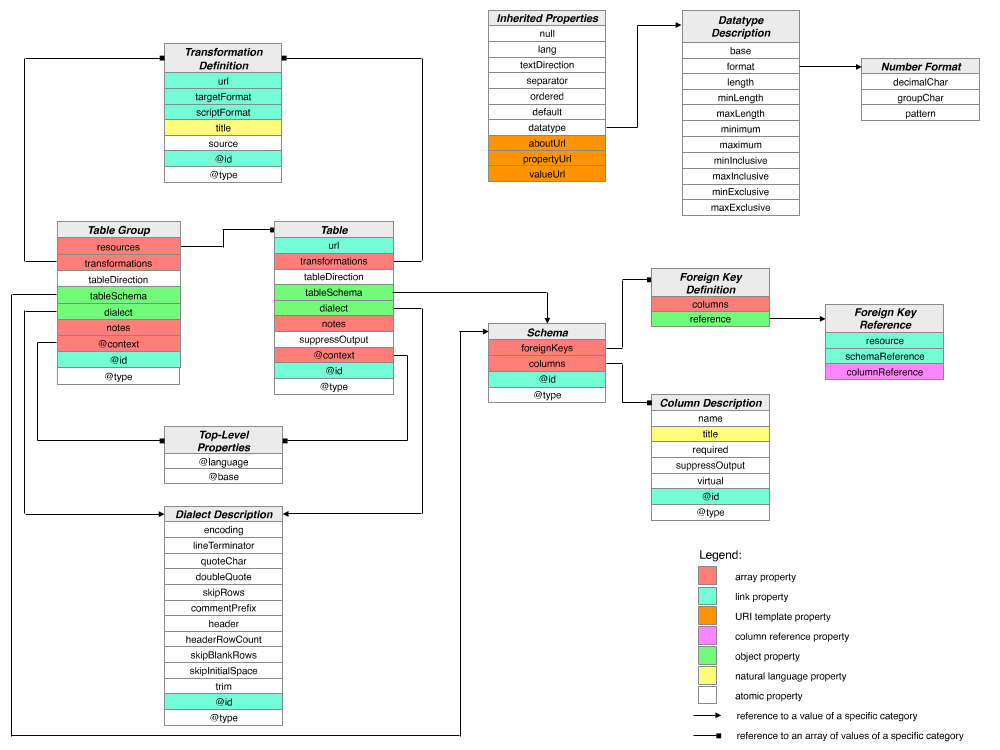 Transformation
Definition
url
targetFormat
scriptFormat
title
source
@id
@type
Inherited Properties
null
lang
textDirection
separator
ordered
default
datatype
aboutUrl
propertyUrl
valueUrl
Datatype
Description
base
format
length
minLength
maxLength
minimum
maximum
minInclusive
maxInclusive
minExclusive
maxExclusive
Number Format
decimalChar
groupChar
pattern
Table Group
resources
transformations
tableDirection
tableSchema
dialect
notes
@context
@id
@type
Table
url
transformations
tableDirection
tableSchema
dialect
notes
suppressOutput
@context
@id
@type
Schema
foreignKeys
columns
@id
@type
Foreign Key
Definition
columns
reference
Foreign Key
Reference
resource
schemaReference
columnReference
Column Description
name
title
required
suppressOutput
virtual
@id
@type
Top-Level
Properties
@language
@base
Dialect Description
encoding
lineTerminator
quoteChar
doubleQuote
skipRows
commentPrefix
header
headerRowCount
skipBlankRows
skipInitialSpace
trim
@id
@type
Legend:
array property
link property
URI template property
column reference property
object property
natural language property
atomic property
reference to a value of a specific category
reference to an array of values of a specific category